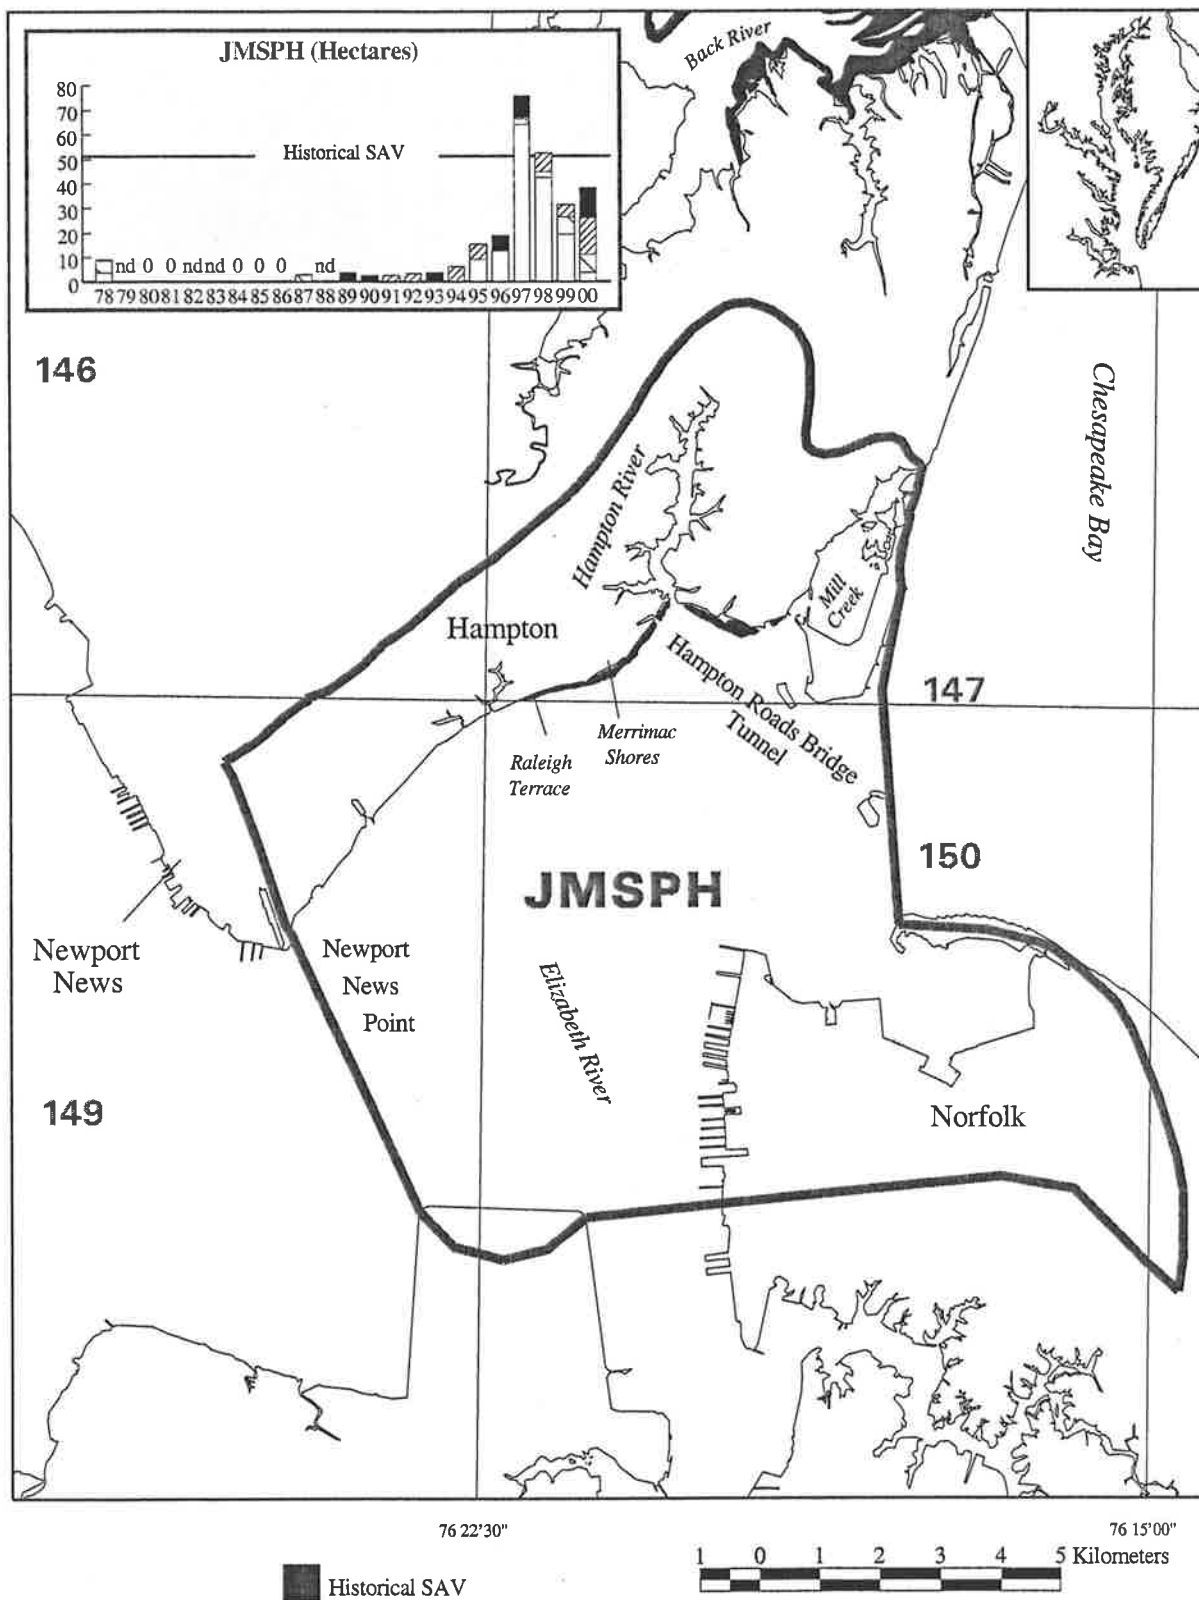 JMSPH (Hectares)
80
70
60
50
40
30
20
10
0
Historical SAV
nd 0 0 nd nd 0 0 0 nd
78 79 80 81 82 83 84 85 86 87 88 89 90 91 92 93 94 95 96 97 98 99 00
Back River
146
Chesapeake Bay
Hampton River
Mill
Creek
Hampton
Hampton Roads Bridge
Tunnel
147
Merrimac
Shores
Raleigh
Terrace
150
JMSPH
Newport
News
Newport
News
Point
Elizabeth River
149
Norfolk
76 22'30"
76 15'00"
Historical SAV
1 0 1 2 3 4 5 Kilometers